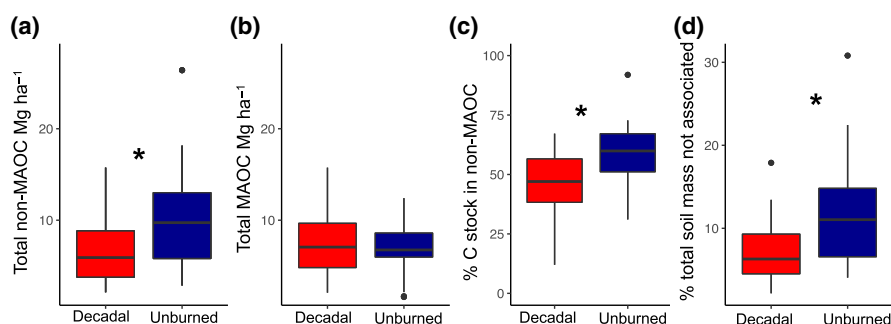 (a)
(b)
(c)
(d)
Total non-MAOC Mg ha−1
20
10
*
Decadal
Unburned
Total MAOC Mg ha−1
20
10
Decadal
Unburned
% C stock in non-MAOC
100
75
50
25
0
*
Decadal
Unburned
% total soil mass not associated
30
20
10
*
Decadal
Unburned